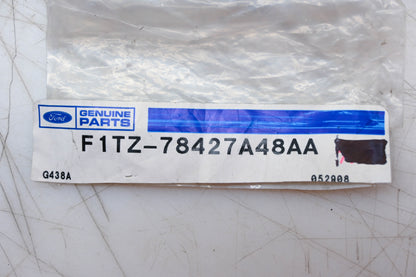 Ford GENUINE
PARTS
F1TZ-78427A48AA
G438A 052908